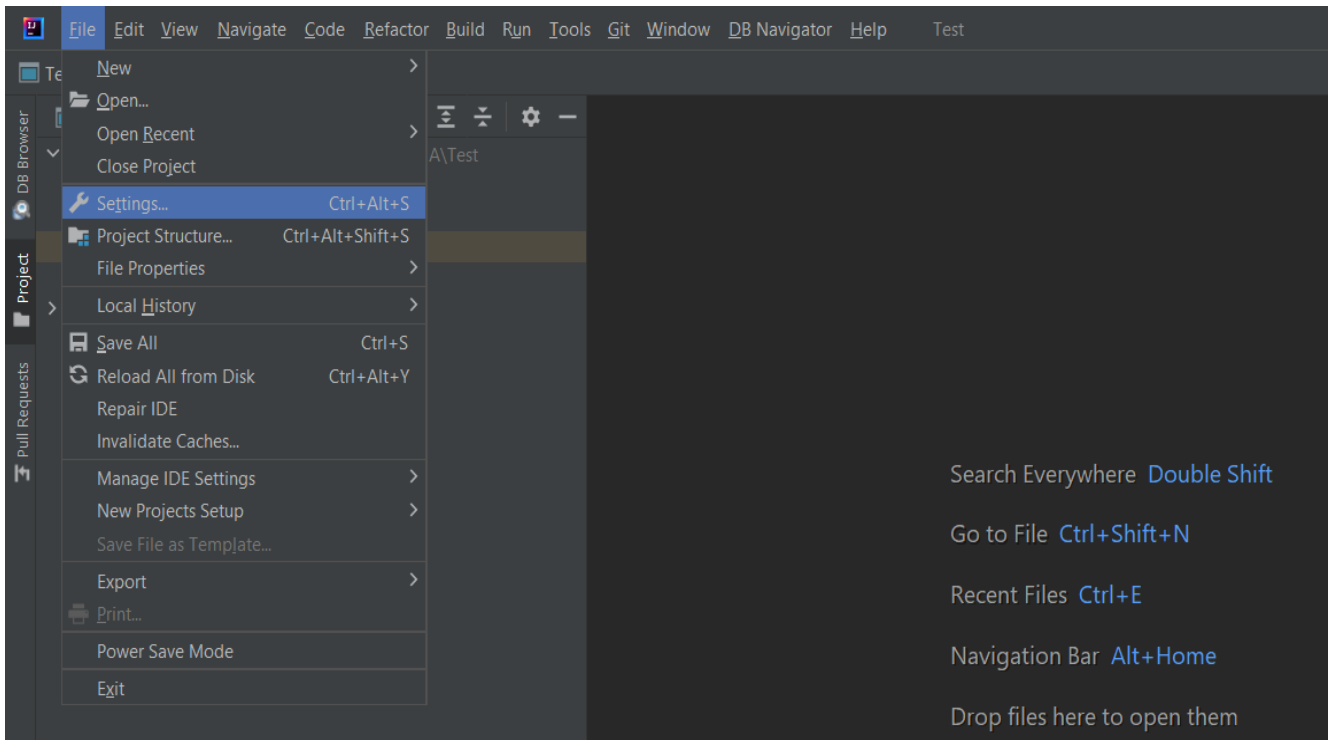 File Edit View Navigate Code Refactor Build Run Tools Git Window DB Navigator Help Test
Te
New
Open...
Open Recent
Close Project
Settings... Ctrl+Alt+S
Project Structure... Ctrl+Alt+Shift+S
File Properties
Local History
Save All Ctrl+S
Reload All from Disk Ctrl+Alt+Y
Repair IDE
Invalidate Caches...
Manage IDE Settings
New Projects Setup
Save File as Template...
Export
Print...
Power Save Mode
Exit
A\Test
DB Browser
Project
Pull Requests
Search Everywhere Double Shift
Go to File Ctrl+Shift+N
Recent Files Ctrl+E
Navigation Bar Alt+Home
Drop files here to open them